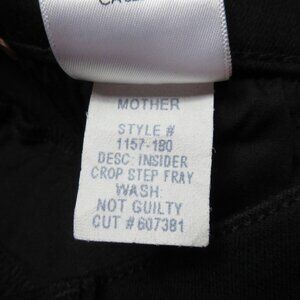 MOTHER
STYLE #
1157-180
DESC: INSIDER
CROP STEP FRAY
WASH:
NOT GUILTY
CUT # 607381